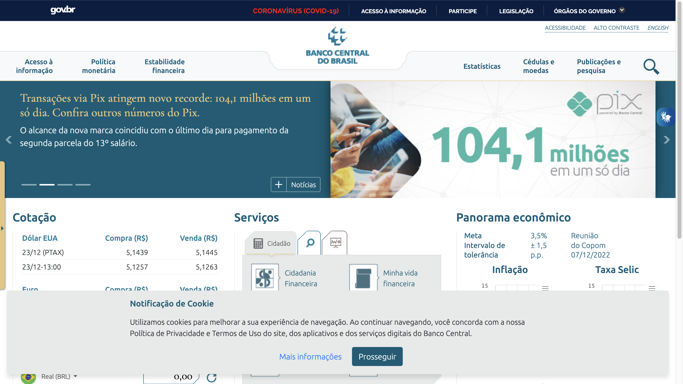 govbr
CORONAVÍRUS (COVID-19)
ACESSO À INFORMAÇÃO
PARTICIPE
LEGISLAÇÃO
ÓRGÃOS DO GOVERNO
ACESSIBILIDADE
ALTO CONTRASTE
ENGLISH
Acesso à
informação
Política
monetária
Estabilidade
financeira
BANCO CENTRAL
DO BRASIL
Estatísticas
Cédulas e
moedas
Publicações e
pesquisa
Transações via Pix atingem novo recorde: 104,1 milhões em um
só dia. Confira outros números do Pix.
O alcance da nova marca coincidiu com o último dia para pagamento da
segunda parcela do 13º salário.
+ Notícias
pix
powered by Banco Central
104,1 milhões
em um só dia
Cotação
Dólar EUA Compra (R$) Venda (R$)
23/12 (PTAX) 5,1439 5,1445
23/12-13:00 5,1257 5,1263
Euro Compra (R$) Venda (R$)
Real (BRL)
0,00
Serviços
Cidadão
Cidadania
Financeira
Minha vida
financeira
Panorama econômico
Meta 3,5% Reunião
Intervalo de ± 1,5 do Copom
tolerância p.p. 07/12/2022
Inflação
Taxa Selic
15
15
Notificação de Cookie
Utilizamos cookies para melhorar a sua experiência de navegação. Ao continuar navegando, você concorda com a nossa
Política de Privacidade e Termos de Uso do site, dos aplicativos e dos serviços digitais do Banco Central.
Mais informações
Prosseguir